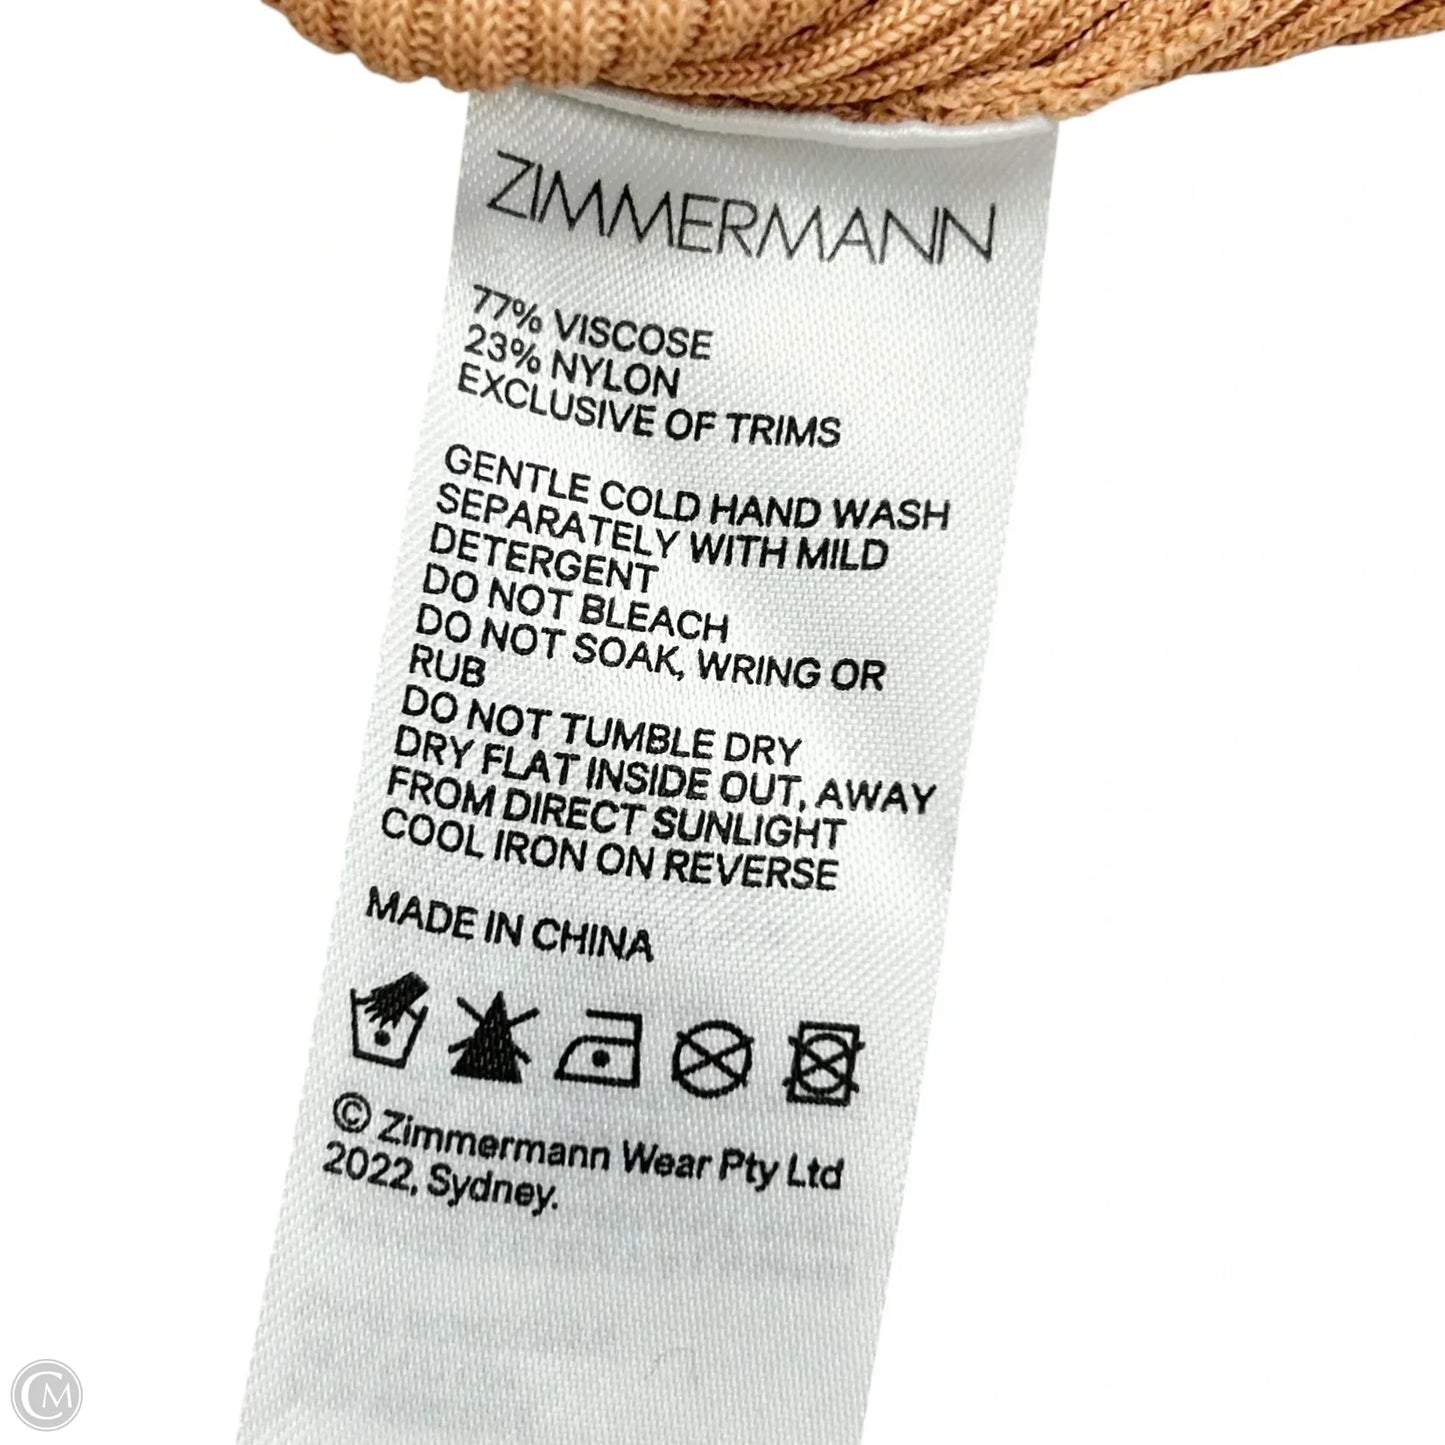 ZIMMERMANN
77% VISCOSE
23% NYLON
EXCLUSIVE OF TRIMS
GENTLE COLD HAND WASH
SEPARATELY WITH MILD
DETERGENT
DO NOT BLEACH
DO NOT SOAK, WRING OR
RUB
DO NOT TUMBLE DRY
DRY FLAT INSIDE OUT, AWAY
FROM DIRECT SUNLIGHT
COOL IRON ON REVERSE
MADE IN CHINA
© Zimmermann Wear Pty Ltd
2022, Sydney.
CM